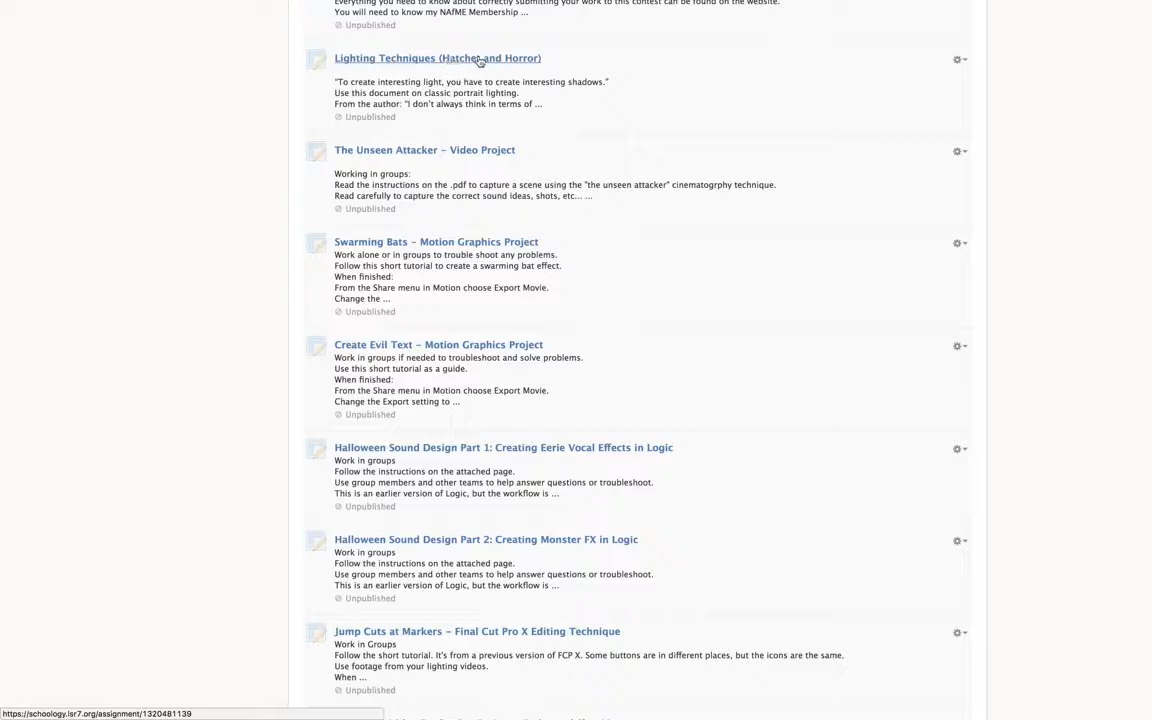 Everything you need to know about correctly submitting your work to this contest can be found on the website.
You will need to know my NAfME Membership ...
Unpublished
Lighting Techniques (Hatchet and Horror)
"To create interesting light, you have to create interesting shadows."
Use this document on classic portrait lighting.
From the author: "I don't always think in terms of ...
Unpublished
The Unseen Attacker - Video Project
Working in groups:
Read the instructions on the .pdf to capture a scene using the "the unseen attacker" cinematogrphy technique.
Read carefully to capture the correct sound ideas, shots, etc... ...
Unpublished
Swarming Bats - Motion Graphics Project
Work alone or in groups to trouble shoot any problems.
Follow this short tutorial to create a swarming bat effect.
When finished:
From the Share menu in Motion choose Export Movie.
Change the ...
Unpublished
Create Evil Text - Motion Graphics Project
Work in groups if needed to troubleshoot and solve problems.
Use this short tutorial as a guide.
When finished:
From the Share menu in Motion choose Export Movie.
Change the Export setting to ...
Unpublished
Halloween Sound Design Part 1: Creating Eerie Vocal Effects in Logic
Work in groups
Follow the instructions on the attached page.
Use group members and other teams to help answer questions or troubleshoot.
This is an earlier version of Logic, but the workflow is ...
Unpublished
Halloween Sound Design Part 2: Creating Monster FX in Logic
Work in groups
Follow the instructions on the attached page.
Use group members and other teams to help answer questions or troubleshoot.
This is an earlier version of Logic, but the workflow is ...
Unpublished
Jump Cuts at Markers - Final Cut Pro X Editing Technique
Work in Groups
Follow the short tutorial. It's from a previous version of FCP X. Some buttons are in different places, but the icons are the same.
Use footage from your lighting videos.
When ...
Unpublished
https://schoology.lsr7.org/assignment/1320481139